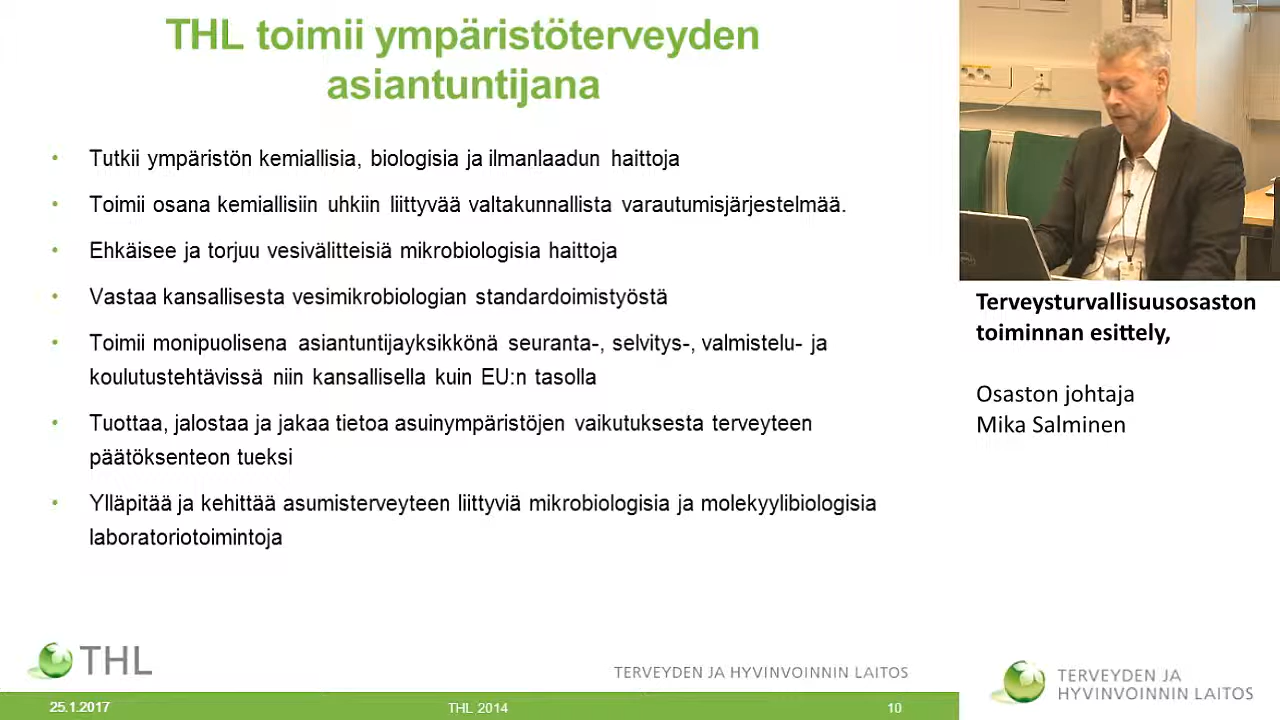 THL toimii ympäristöterveyden
asiantuntijana
• Tutkii ympäristön kemiallisia, biologisia ja ilmanlaadun haittoja
• Toimii osana kemiallisiin uhkiin liittyvää valtakunnallista varautumisjärjestelmää.
• Ehkäisee ja torjuu vesivälitteisiä mikrobiologisia haittoja
• Vastaa kansallisesta vesimikrobiologian standardoimistyöstä
• Toimii monipuolisena asiantuntijayksikkönä seuranta-, selvitys-, valmistelu- ja
koulutustehtävissä niin kansallisella kuin EU:n tasolla
• Tuottaa, jalostaa ja jakaa tietoa asuinympäristöjen vaikutuksesta terveyteen
päätöksenteon tueksi
• Ylläpitää ja kehittää asumisterveyteen liittyviä mikrobiologisia ja molekyylibiologisia
laboratoriotoimintoja
THL
TERVEYDEN JA HYVINVOINNIN LAITOS
25.1.2017
THL 2014
10
Terveysturvallisuusosaston
toiminnan esittely,
Osaston johtaja
Mika Salminen
TERVEYDEN JA
HYVINVOINNIN LAITOS